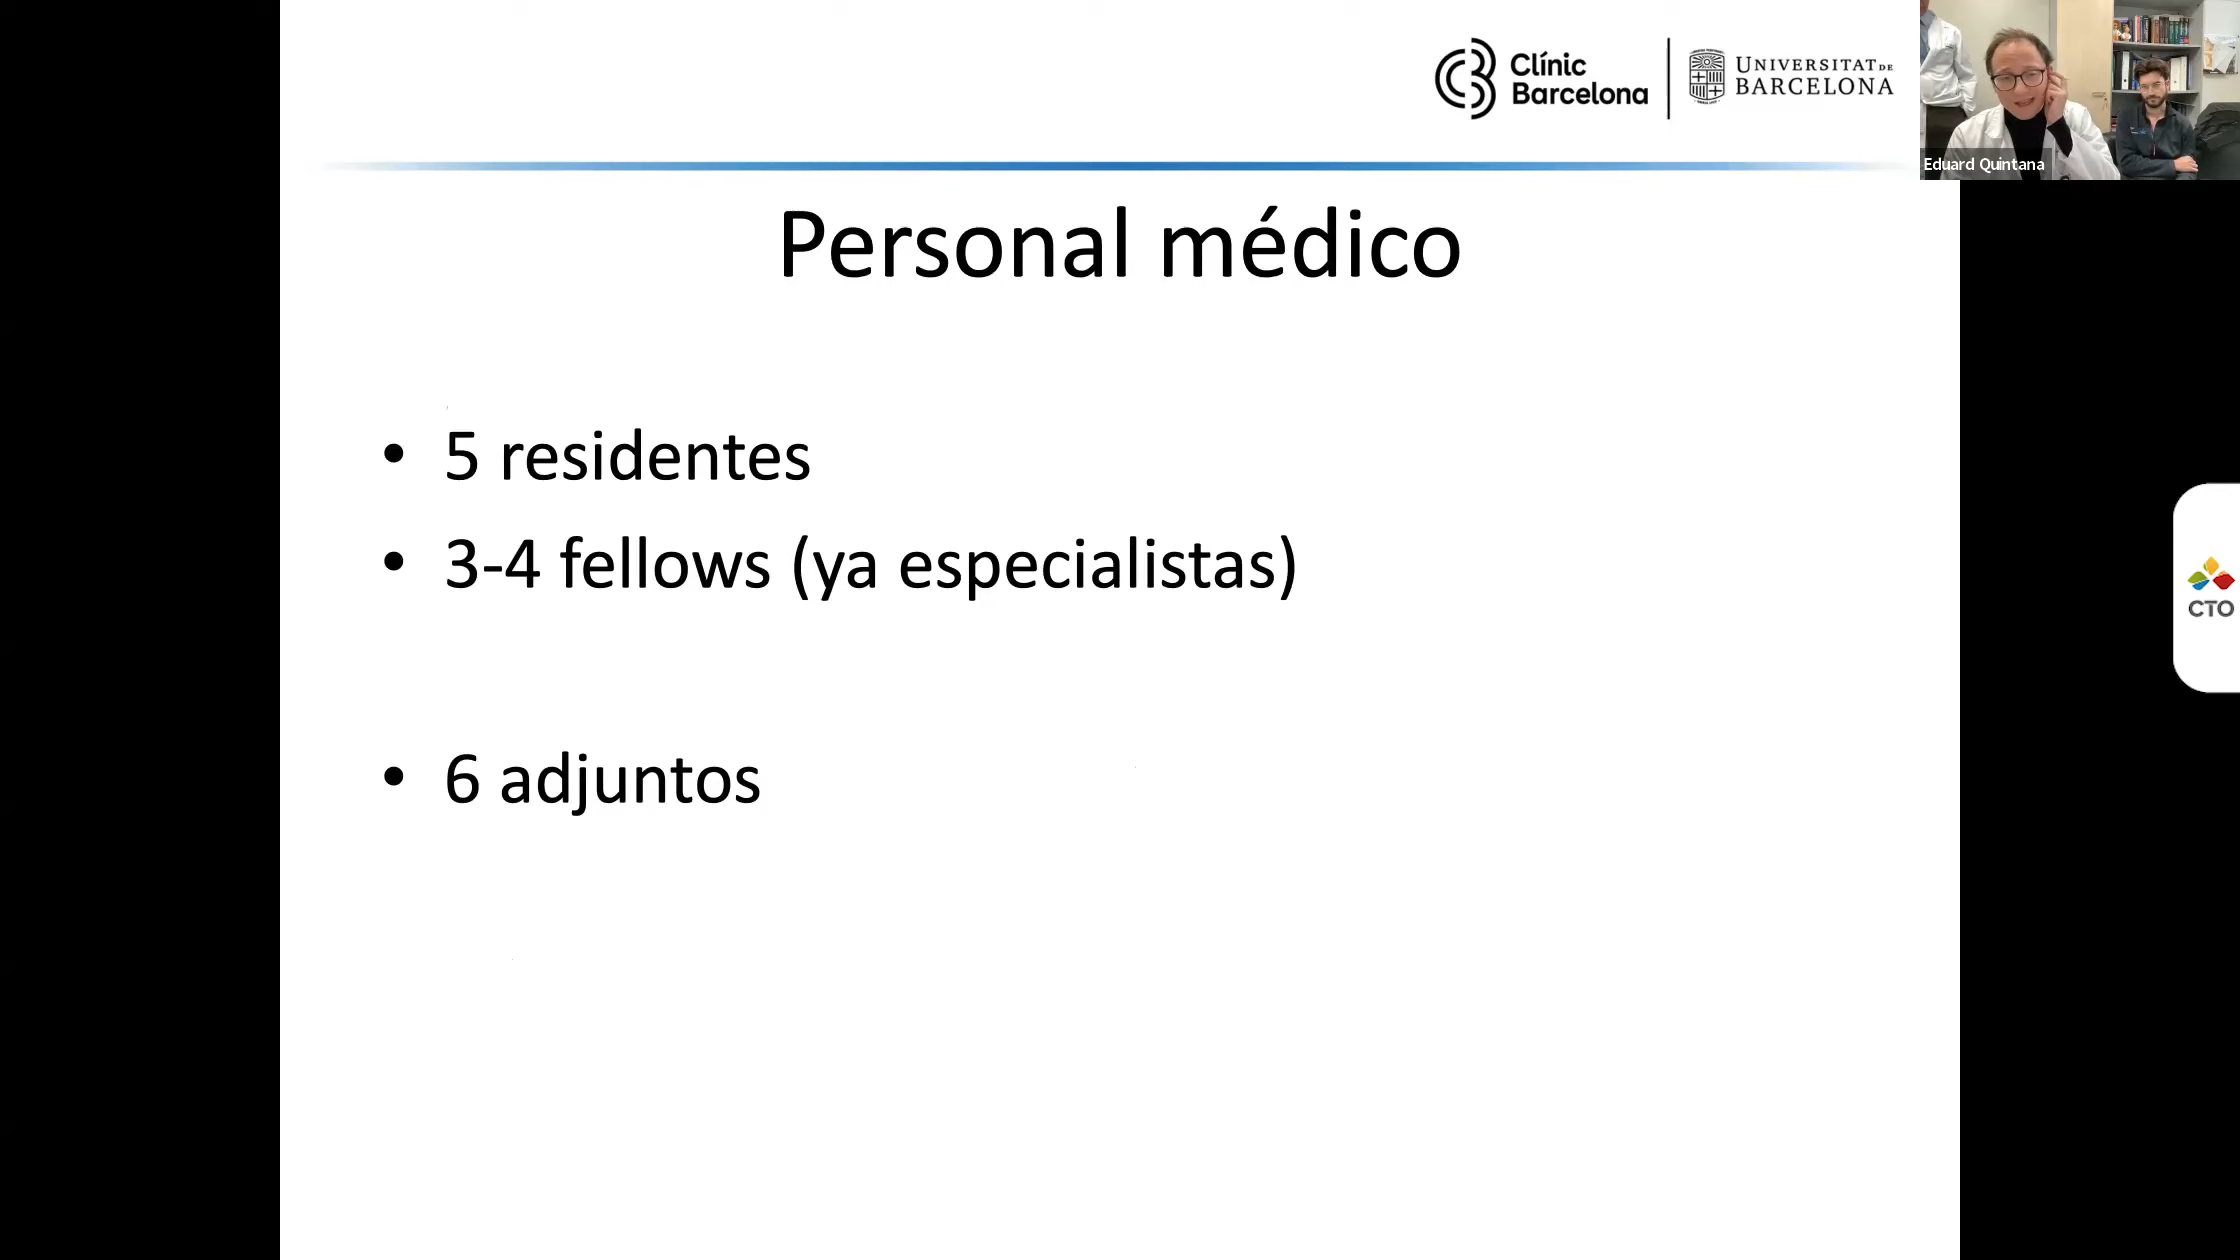 Clínic
Barcelona
UNIVERSITAT DE
BARCELONA
Eduard Quintana
Personal médico
• 5 residentes
• 3-4 fellows (ya especialistas)
• 6 adjuntos
CTO